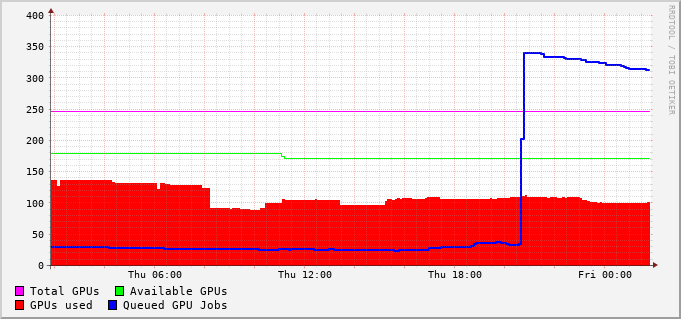 400
350
300
250
200
150
100
50
0
Thu 06:00 Thu 12:00 Thu 18:00 Fri 00:00
Total GPUs Available GPUs
GPUs used Queued GPU Jobs
RRDTOOL / TOBI OETIKER